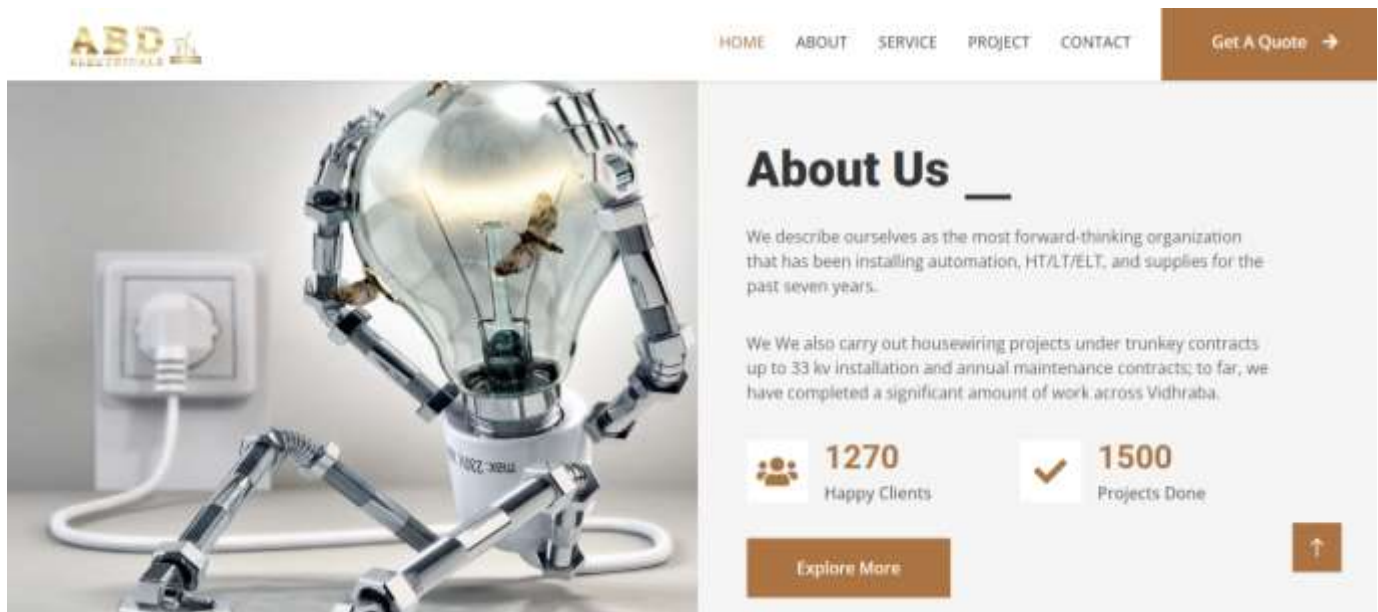 ABD
ELECTRICALS
HOME ABOUT SERVICE PROJECT CONTACT Get A Quote →
About Us
We describe ourselves as the most forward-thinking organization
that has been installing automation, HT/LT/ELT, and supplies for the
past seven years.
We We also carry out housewiring projects under trunkey contracts
up to 33 kv installation and annual maintenance contracts; to far, we
have completed a significant amount of work across Vidhraba.
1270
Happy Clients
1500
Projects Done
Explore More
max: 230V